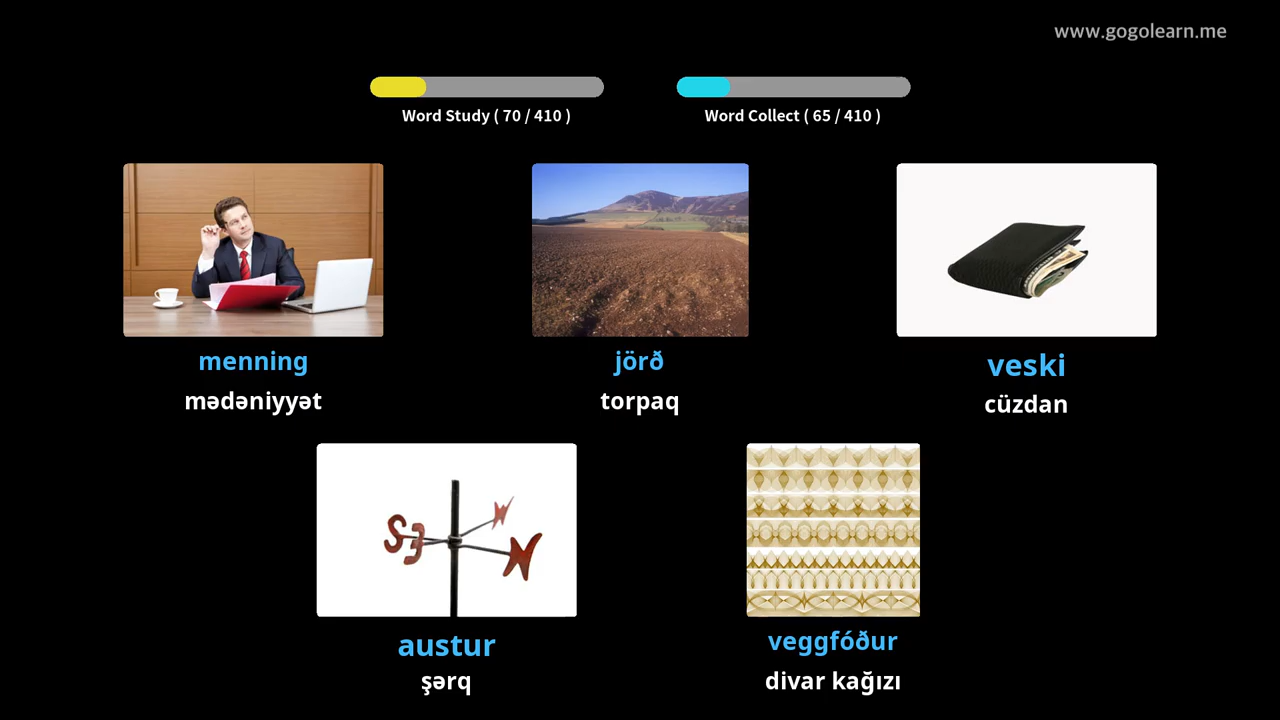 www.gogolearn.me
Word Study ( 70 / 410 )
Word Collect ( 65 / 410 )
menning
mədəniyyət
jörð
torpaq
veski
cüzdan
S E N
austur
şərq
veggfóður
divar kağızı